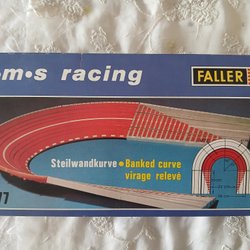 m•s racing
FALLER
Steilwandkurve • Banked curve
virage relevé